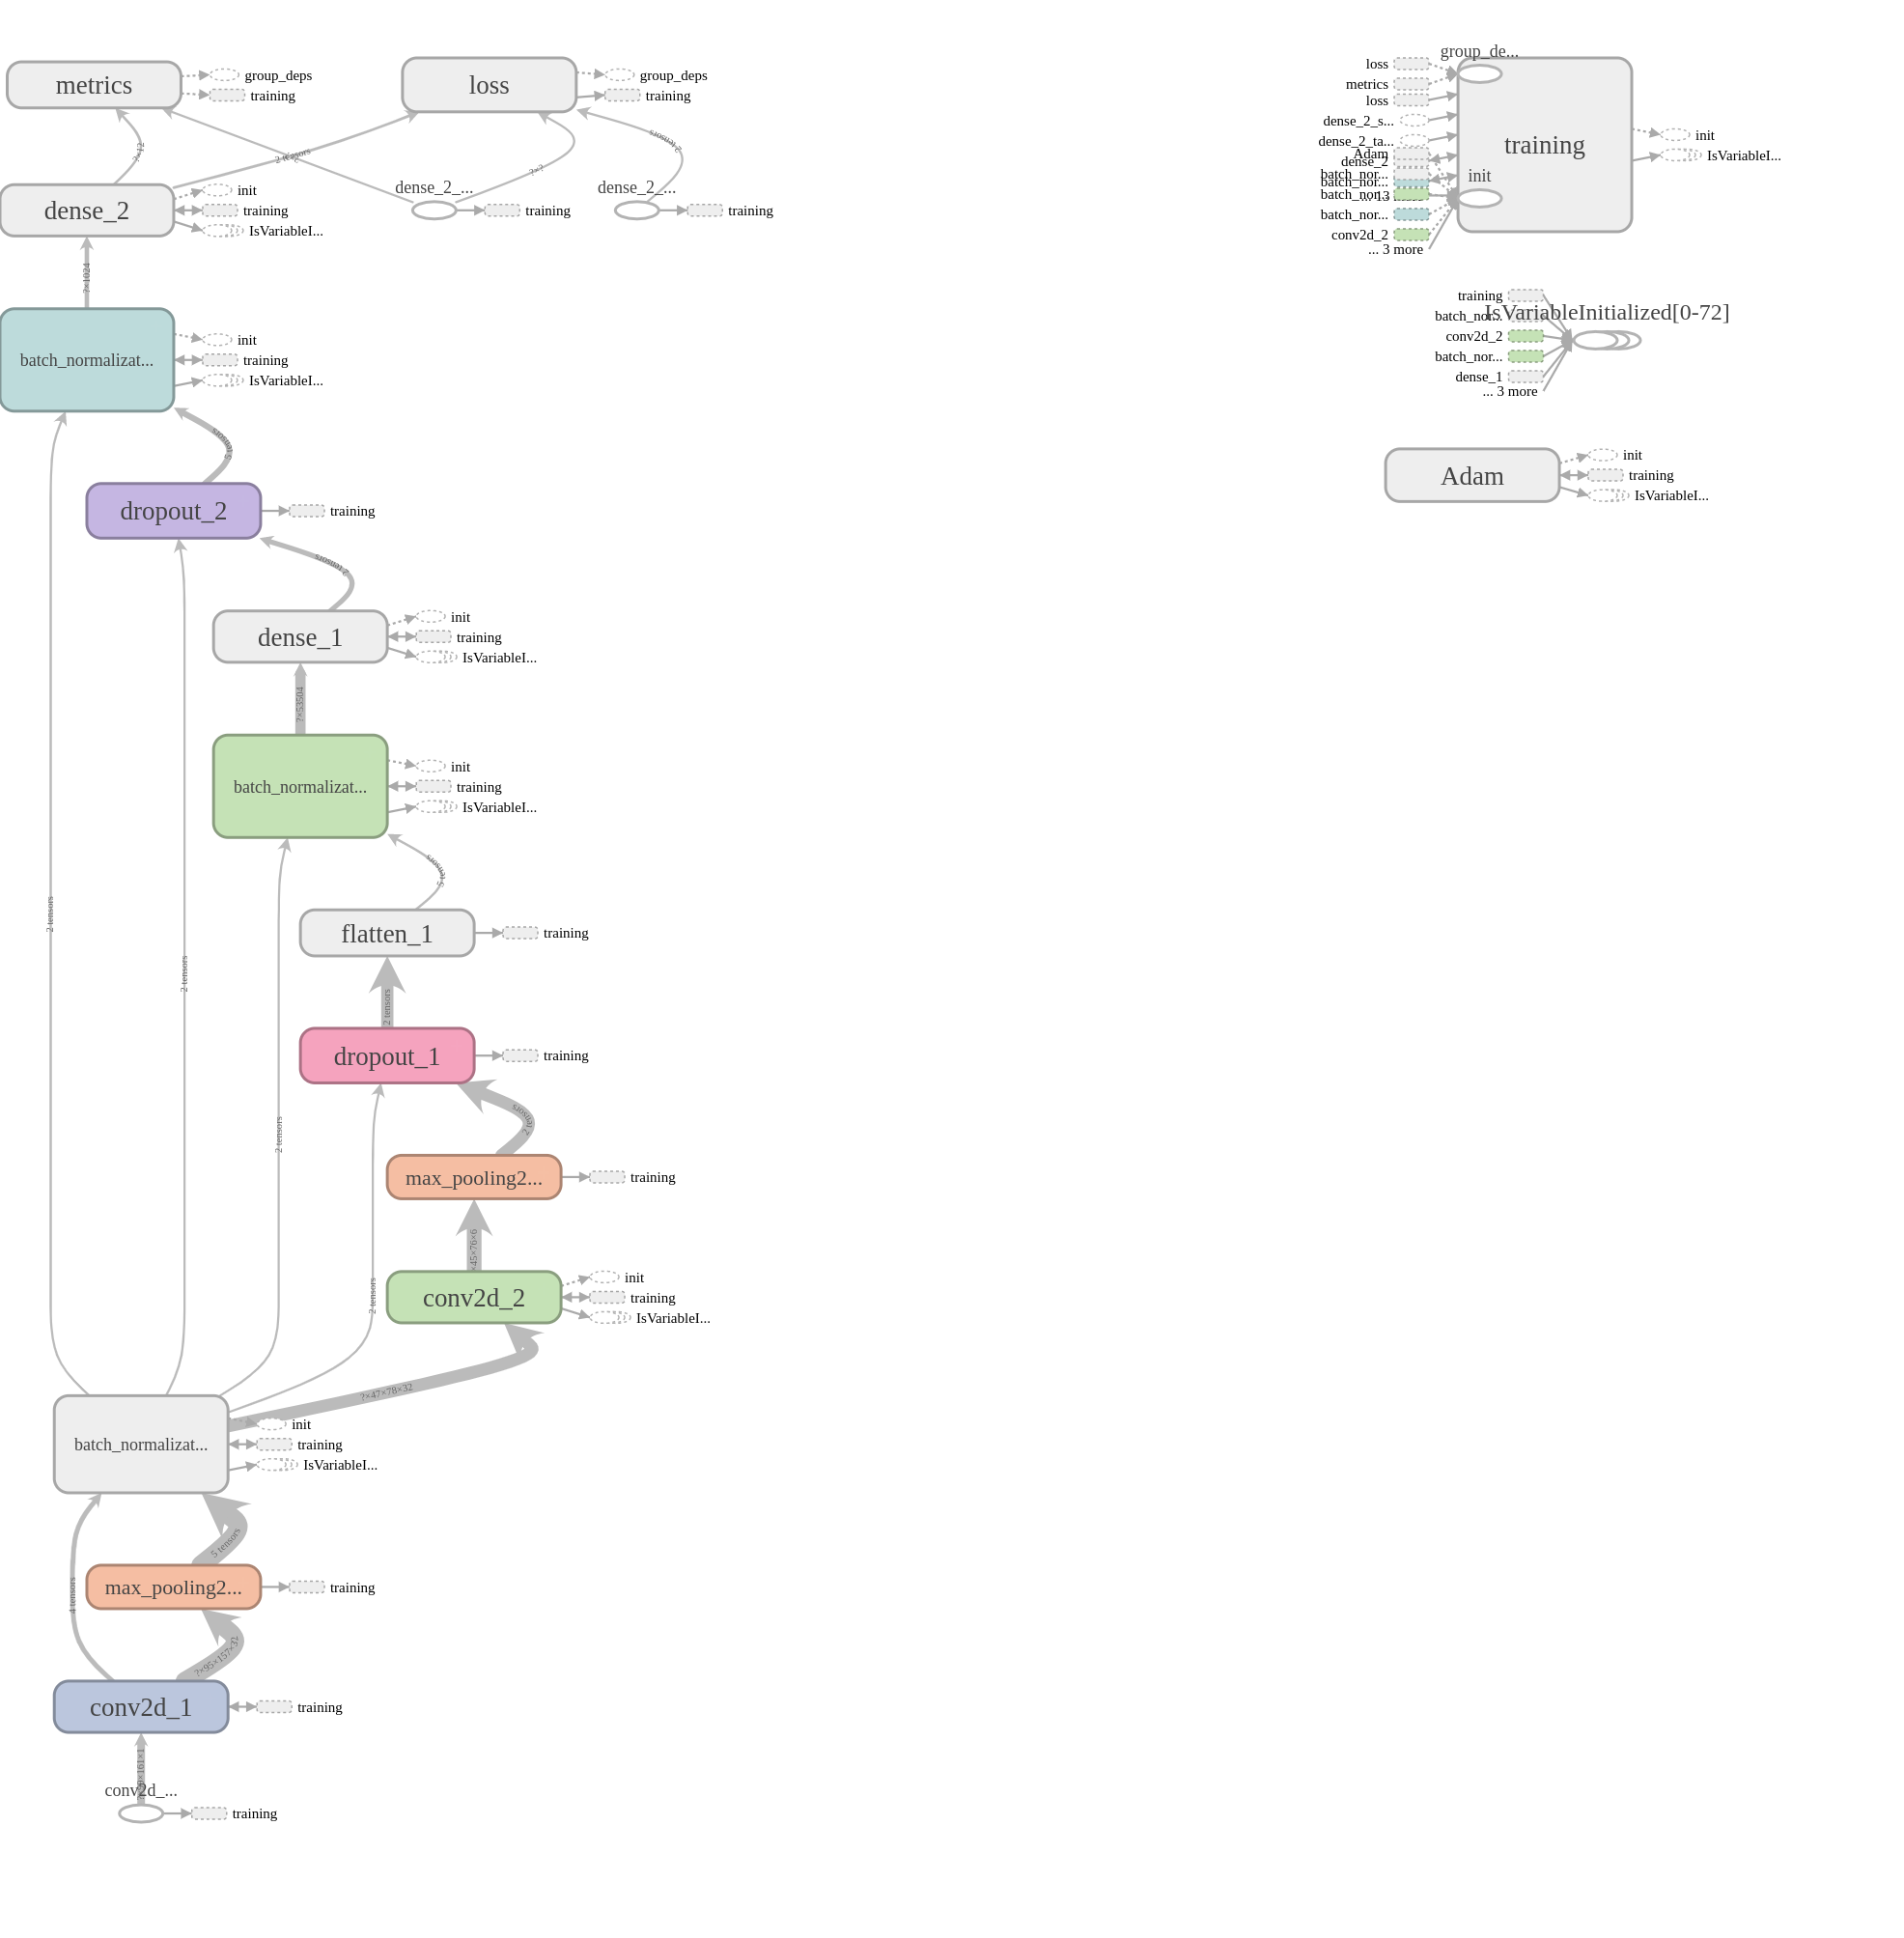 metrics
group_deps
training
loss
group_deps
training
?×12
2 tensors
?×?
2 tensors
dense_2
init
training
IsVariableI...
dense_2_...
training
dense_2_...
training
?×1024
batch_normalizat...
init
training
IsVariableI...
5 tensors
dropout_2
training
2 tensors
dense_1
init
training
IsVariableI...
?×53504
batch_normalizat...
init
training
IsVariableI...
5 tensors
2 tensors
flatten_1
training
2 tensors
2 tensors
dropout_1
training
2 tensors
2 tensors
max_pooling2...
training
×45×76×6
conv2d_2
init
training
IsVariableI...
2 tensors
?×47×78×32
batch_normalizat...
init
training
IsVariableI...
5 tensors
max_pooling2...
training
4 tensors
?×95×157×32
conv2d_1
training
×161×1
conv2d_...
training
group_de...
loss
metrics
loss
dense_2_s...
dense_2_ta...
Adam
dense_2
batch_nor...
batch_nor...
batch_nor...
... 13
batch_nor...
conv2d_2
... 3 more
training
init
init
IsVariableI...
IsVariableInitialized[0-72]
training
batch_nor...
conv2d_2
batch_nor...
dense_1
... 3 more
Adam
init
training
IsVariableI...